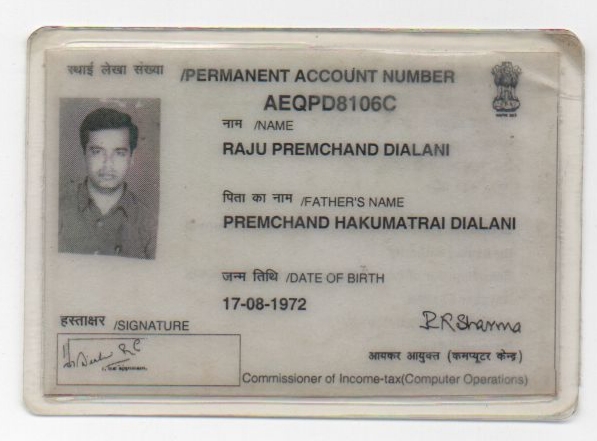 स्थाई लेखा संख्या /PERMANENT ACCOUNT NUMBER
AEQPD8106C
नाम /NAME
RAJU PREMCHAND DIALANI
पिता का नाम /FATHER'S NAME
PREMCHAND HAKUMATRAI DIALANI
जन्म तिथि /DATE OF BIRTH
17-08-1972
हस्ताक्षर /SIGNATURE
R R Sharma
आयकर आयुक्त (कम्प्यूटर केन्द्र)
Commissioner of Income-tax(Computer Operations)